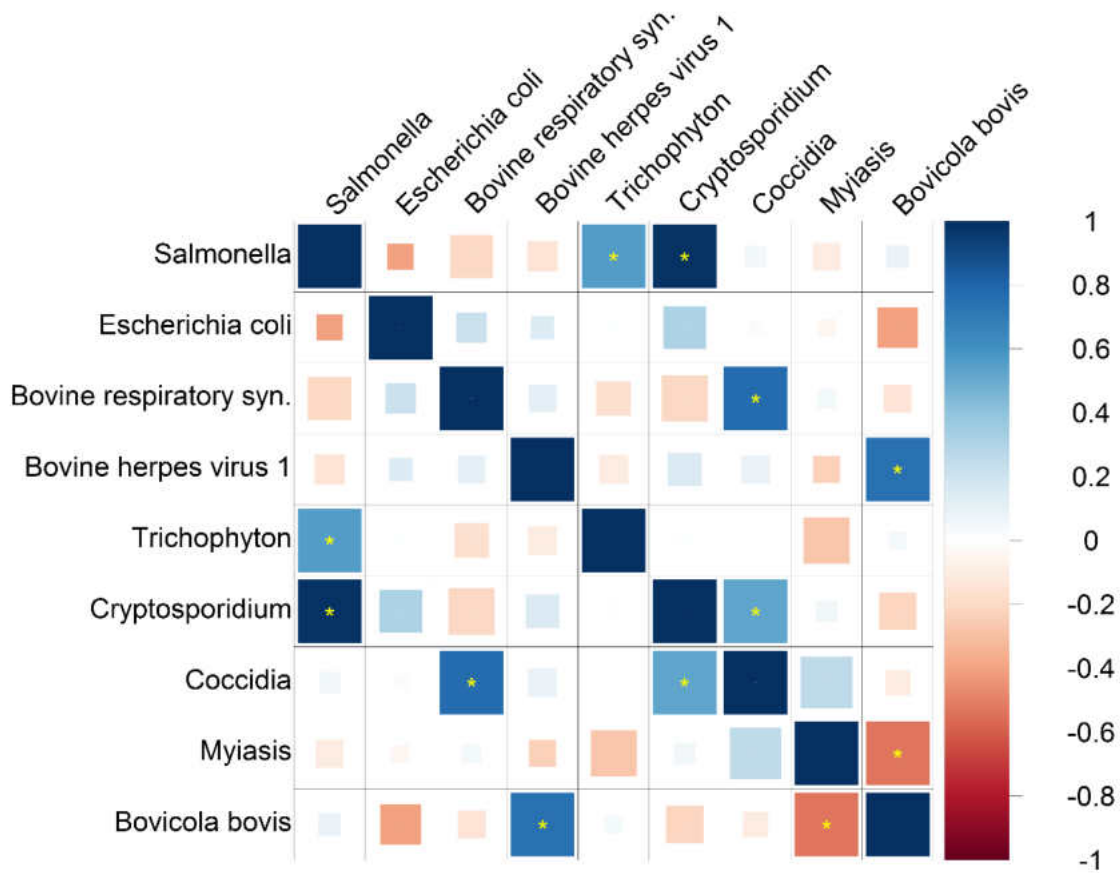 Salmonella
Escherichia coli
Bovine respiratory syn.
Bovine herpes virus 1
Trichophyton
Cryptosporidium
Coccidia
Myiasis
Bovicola bovis
Salmonella
* *
Escherichia coli
Bovine respiratory syn.
*
Bovine herpes virus 1
*
Trichophyton
*
Cryptosporidium
* *
Coccidia
* *
Myiasis
*
Bovicola bovis
* *
1
0.8
0.6
0.4
0.2
0
-0.2
-0.4
-0.6
-0.8
-1